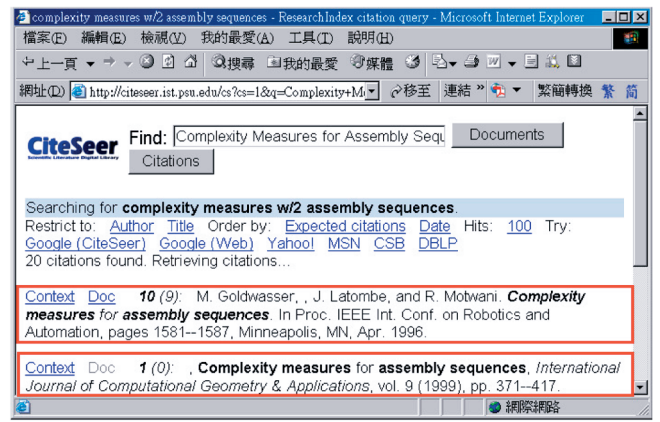 complexity measures w/2 assembly sequences - ResearchIndex citation query - Microsoft Internet Explorer
檔案(F) 編輯(E) 檢視(V) 我的最愛(A) 工具(T) 說明(H)
上一頁 搜尋 我的最愛 媒體
網址(D) http://citeseer.ist.psu.edu/cs?cs=1&q=Complexity+M 移至 連結 » 繁簡轉換 繁 简
CiteSeer Find: Complexity Measures for Assembly Sequ Documents
Scientific Literature Digital Library Citations
Searching for complexity measures w/2 assembly sequences.
Restrict to: Author Title Order by: Expected citations Date Hits: 100 Try:
Google (CiteSeer) Google (Web) Yahoo! MSN CSB DBLP
20 citations found. Retrieving citations...
Context Doc 10 (9): M. Goldwasser, , J. Latombe, and R. Motwani. Complexity
measures for assembly sequences. In Proc. IEEE Int. Conf. on Robotics and
Automation, pages 1581--1587, Minneapolis, MN, Apr. 1996.
Context Doc 1 (0): , Complexity measures for assembly sequences, International
Journal of Computational Geometry & Applications, vol. 9 (1999), pp. 371--417.
網際網路